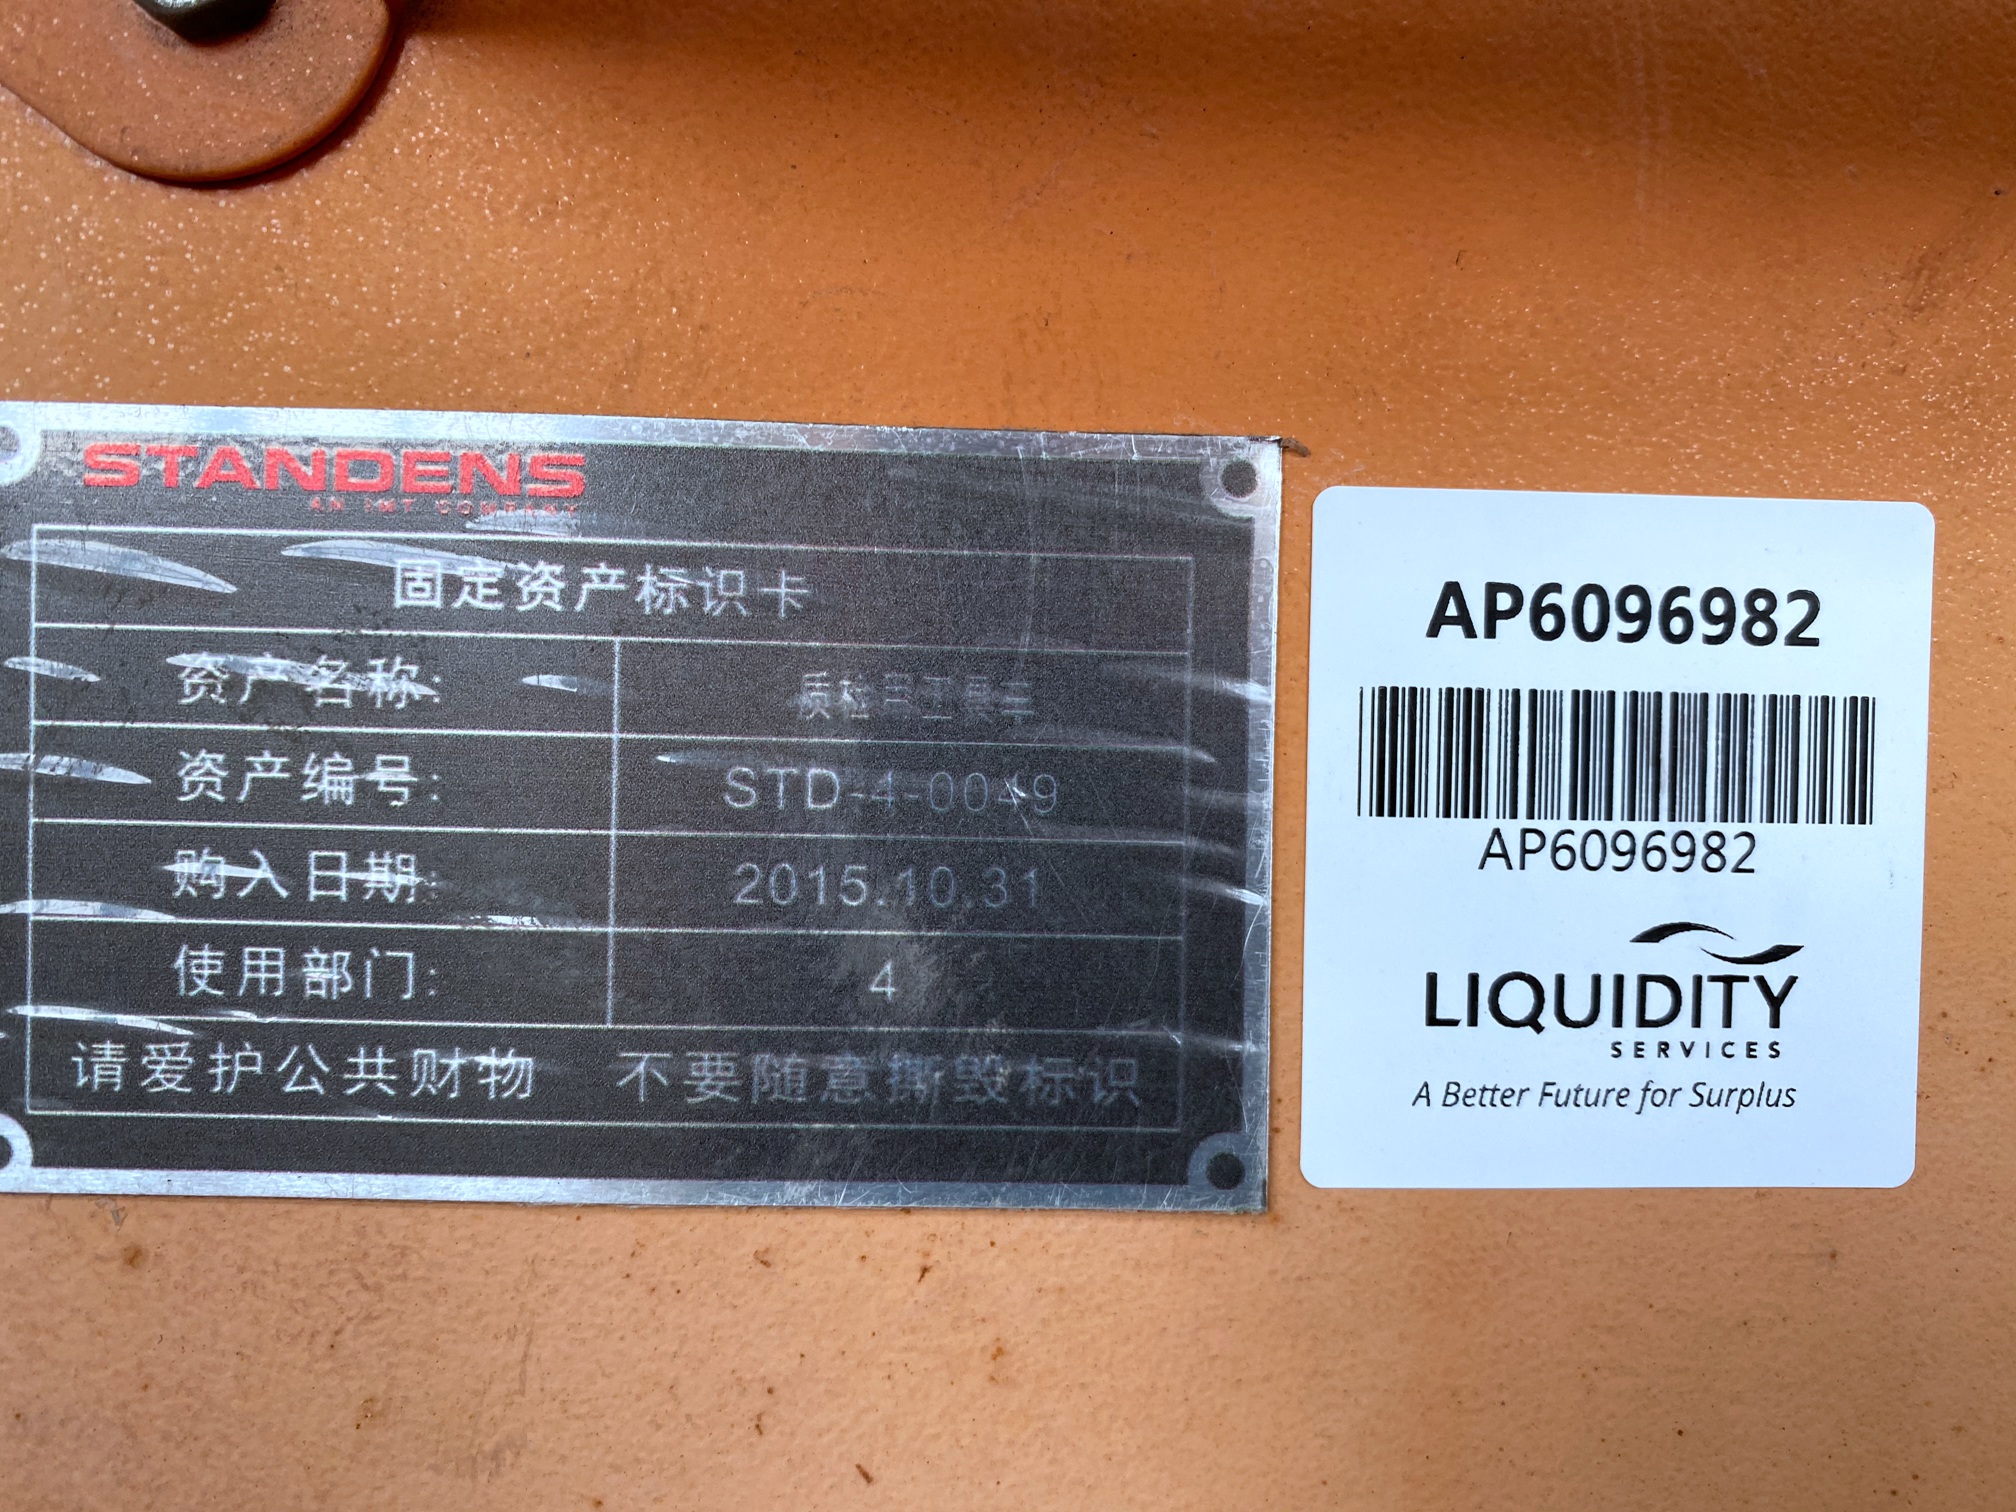 STANDENS
AN IMT COMPANY
固定资产标识卡
资产名称:
资产编号: STD-4-0049
购入日期: 2015.10.31
使用部门: 4
请爱护公共财物 不要随意撕毁标识
AP6096982
AP6096982
LIQUIDITY
SERVICES
A Better Future for Surplus